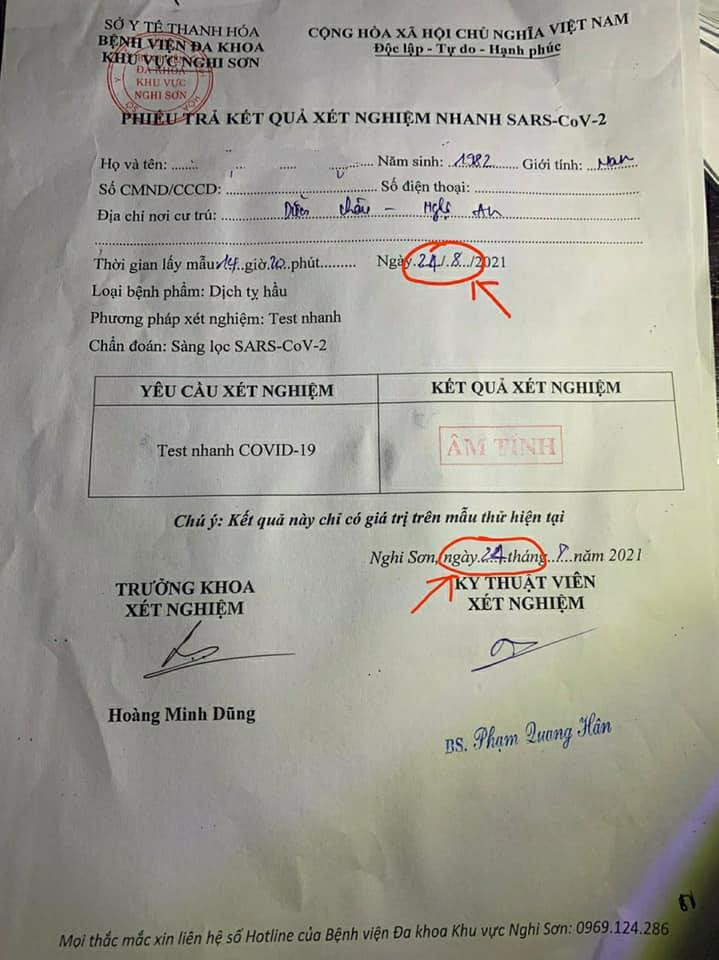 SỞ Y TẾ THANH HÓA
BỆNH VIỆN ĐA KHOA
KHU VỰC NGHI SƠN
CỘNG HÒA XÃ HỘI CHỦ NGHĨA VIỆT NAM
Độc lập - Tự do - Hạnh phúc
ĐA KHOA
KHU VỰC
NGHI SƠN
PHIẾU TRẢ KẾT QUẢ XÉT NGHIỆM NHANH SARS-CoV-2
Họ và tên: Năm sinh: 1982 Giới tính: Nam
Số CMND/CCCD: Số điện thoại:
Địa chỉ nơi cư trú: Diễn Châu - Nghệ An
Thời gian lấy mẫu 14 giờ 20 phút Ngày 24/8/2021
Loại bệnh phẩm: Dịch tỵ hầu
Phương pháp xét nghiệm: Test nhanh
Chẩn đoán: Sàng lọc SARS-CoV-2
YÊU CẦU XÉT NGHIỆM KẾT QUẢ XÉT NGHIỆM
Test nhanh COVID-19 ÂM TÍNH
Chú ý: Kết quả này chỉ có giá trị trên mẫu thử hiện tại
Nghi Sơn, ngày 24 tháng 8 năm 2021
TRƯỞNG KHOA
XÉT NGHIỆM
KỸ THUẬT VIÊN
XÉT NGHIỆM
Hoàng Minh Dũng
BS. Phạm Quang Hân
Mọi thắc mắc xin liên hệ số Hotline của Bệnh viện Đa khoa Khu vực Nghi Sơn: 0969.124.286